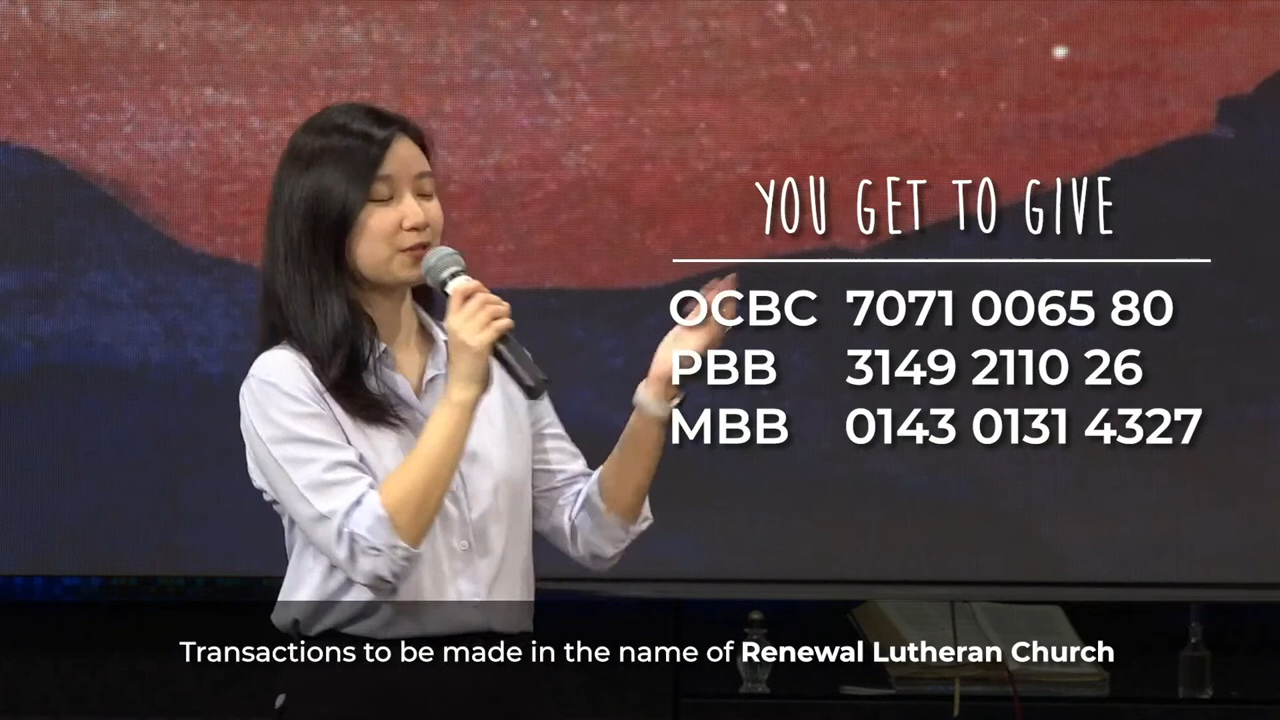 YOU GET TO GIVE
OCBC 7071 0065 80
PBB 3149 2110 26
MBB 0143 0131 4327
Transactions to be made in the name of Renewal Lutheran Church